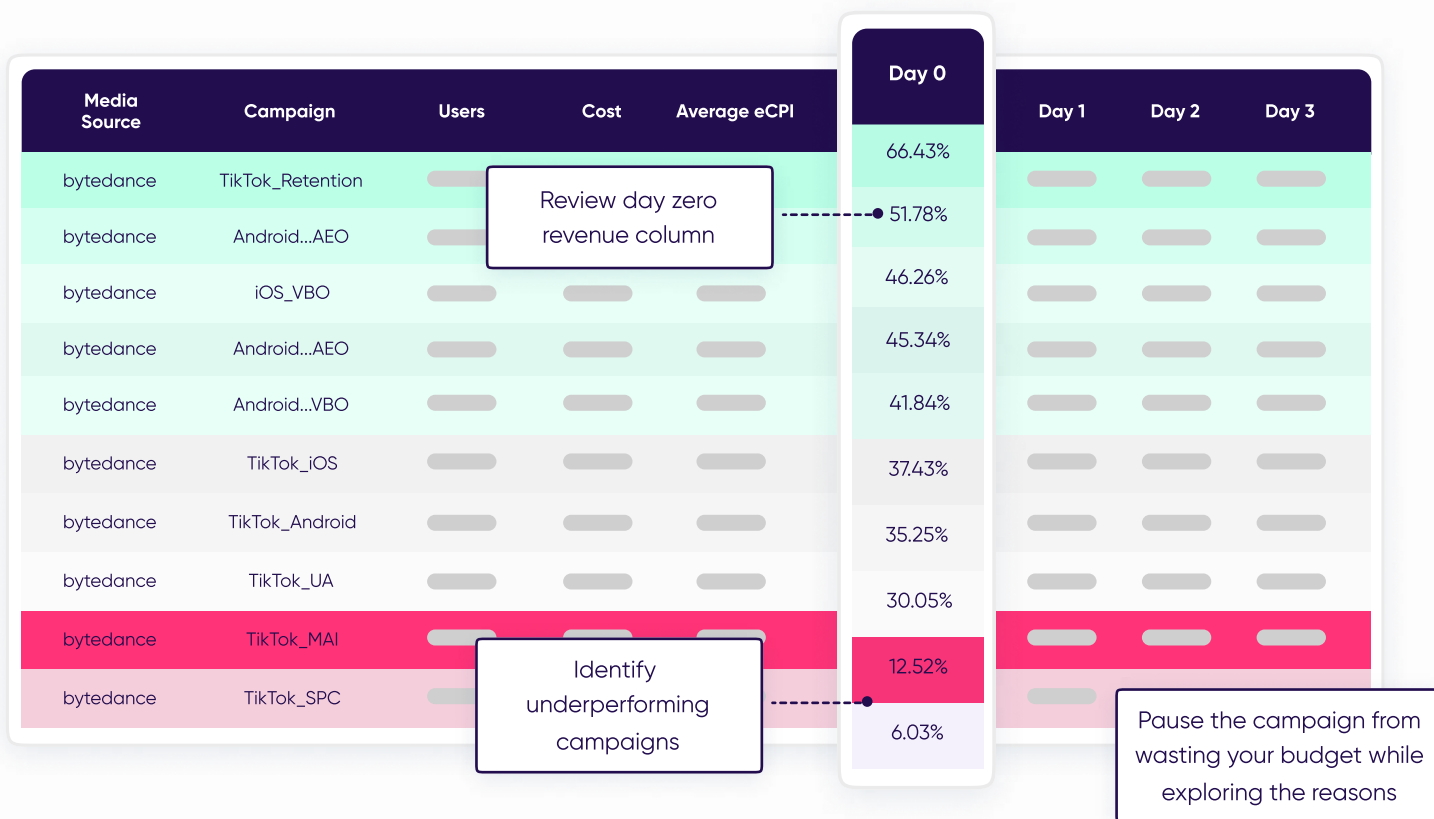 Media Source Campaign Users Cost Average eCPI Day 0 Day 1 Day 2 Day 3
bytedance TikTok_Retention 66.43%
bytedance Android...AEO 51.78%
bytedance iOS_VBO 46.26%
bytedance Android...AEO 45.34%
bytedance Android...VBO 41.84%
bytedance TikTok_iOS 37.43%
bytedance TikTok_Android 35.25%
bytedance TikTok_UA 30.05%
bytedance TikTok_MAI 12.52%
bytedance TikTok_SPC 6.03%
Review day zero
revenue column
Identify
underperforming
campaigns
Pause the campaign from
wasting your budget while
exploring the reasons